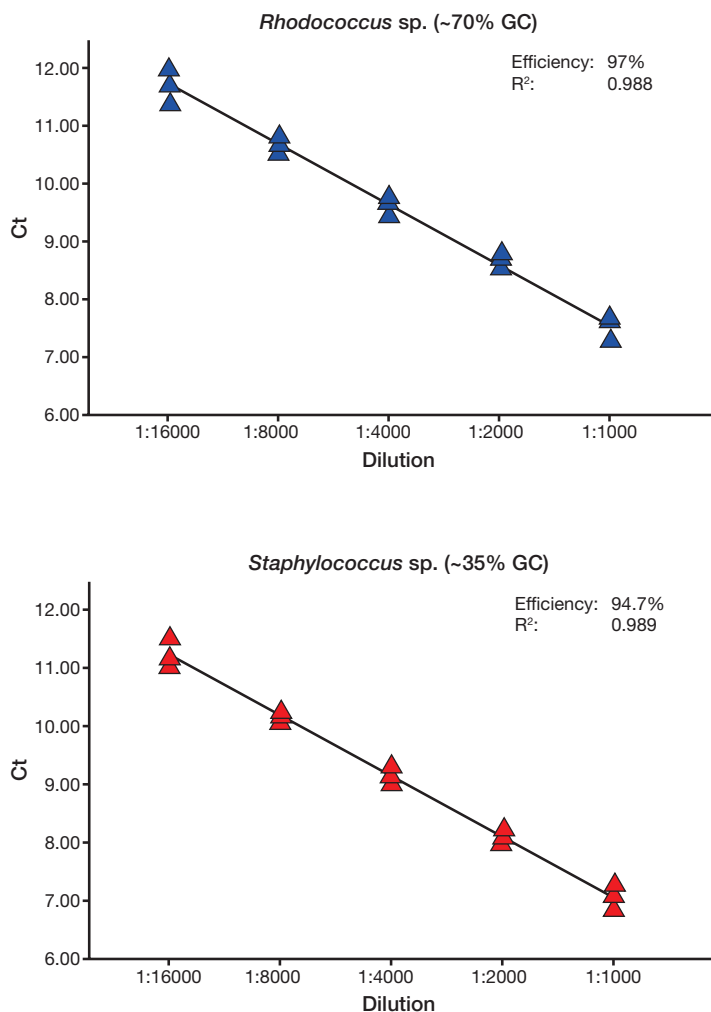 Rhodococcus sp. (~70% GC)
Efficiency: 97%
R²: 0.988
12.00
11.00
10.00
9.00
8.00
7.00
6.00
Ct
1:16000 1:8000 1:4000 1:2000 1:1000
Dilution
Staphylococcus sp. (~35% GC)
Efficiency: 94.7%
R²: 0.989
12.00
11.00
10.00
9.00
8.00
7.00
6.00
Ct
1:16000 1:8000 1:4000 1:2000 1:1000
Dilution